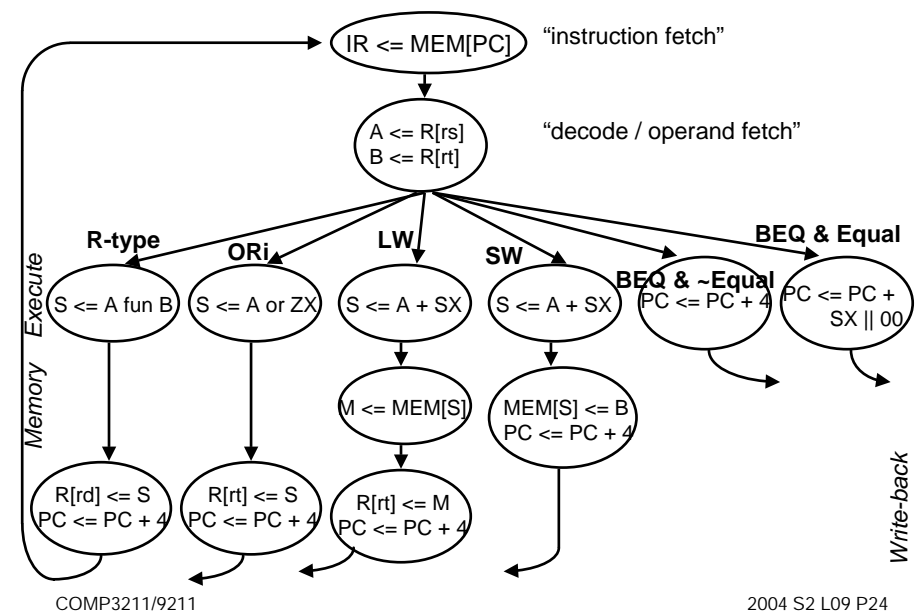 IR <= MEM[PC]
“instruction fetch”
A <= R[rs]
B <= R[rt]
“decode / operand fetch”
R-type
ORi
LW
SW
BEQ & ~Equal
BEQ & Equal
Execute
S <= A fun B
S <= A or ZX
S <= A + SX
S <= A + SX
PC <= PC + 4
PC <= PC +
SX || 00
Memory
M <= MEM[S]
MEM[S] <= B
PC <= PC + 4
Write-back
R[rd] <= S
PC <= PC + 4
R[rt] <= S
PC <= PC + 4
R[rt] <= M
PC <= PC + 4
COMP3211/9211
2004 S2 L09 P24